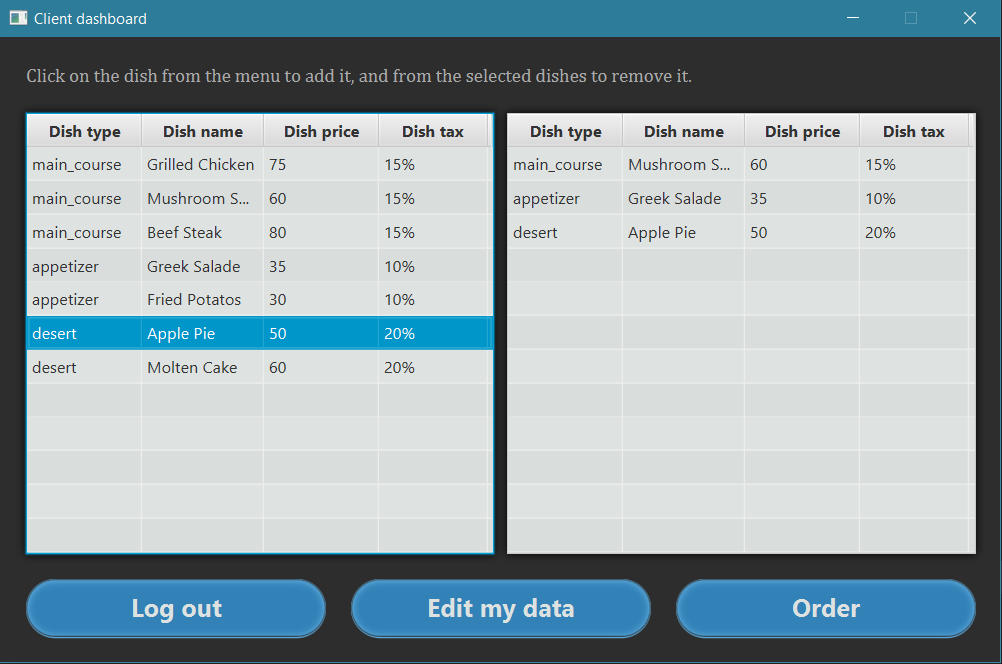 Client dashboard
Click on the dish from the menu to add it, and from the selected dishes to remove it.
Dish type Dish name Dish price Dish tax
main_course Grilled Chicken 75 15%
main_course Mushroom S... 60 15%
main_course Beef Steak 80 15%
appetizer Greek Salade 35 10%
appetizer Fried Potatos 30 10%
desert Apple Pie 50 20%
desert Molten Cake 60 20%
Dish type Dish name Dish price Dish tax
main_course Mushroom S... 60 15%
appetizer Greek Salade 35 10%
desert Apple Pie 50 20%
Log out
Edit my data
Order